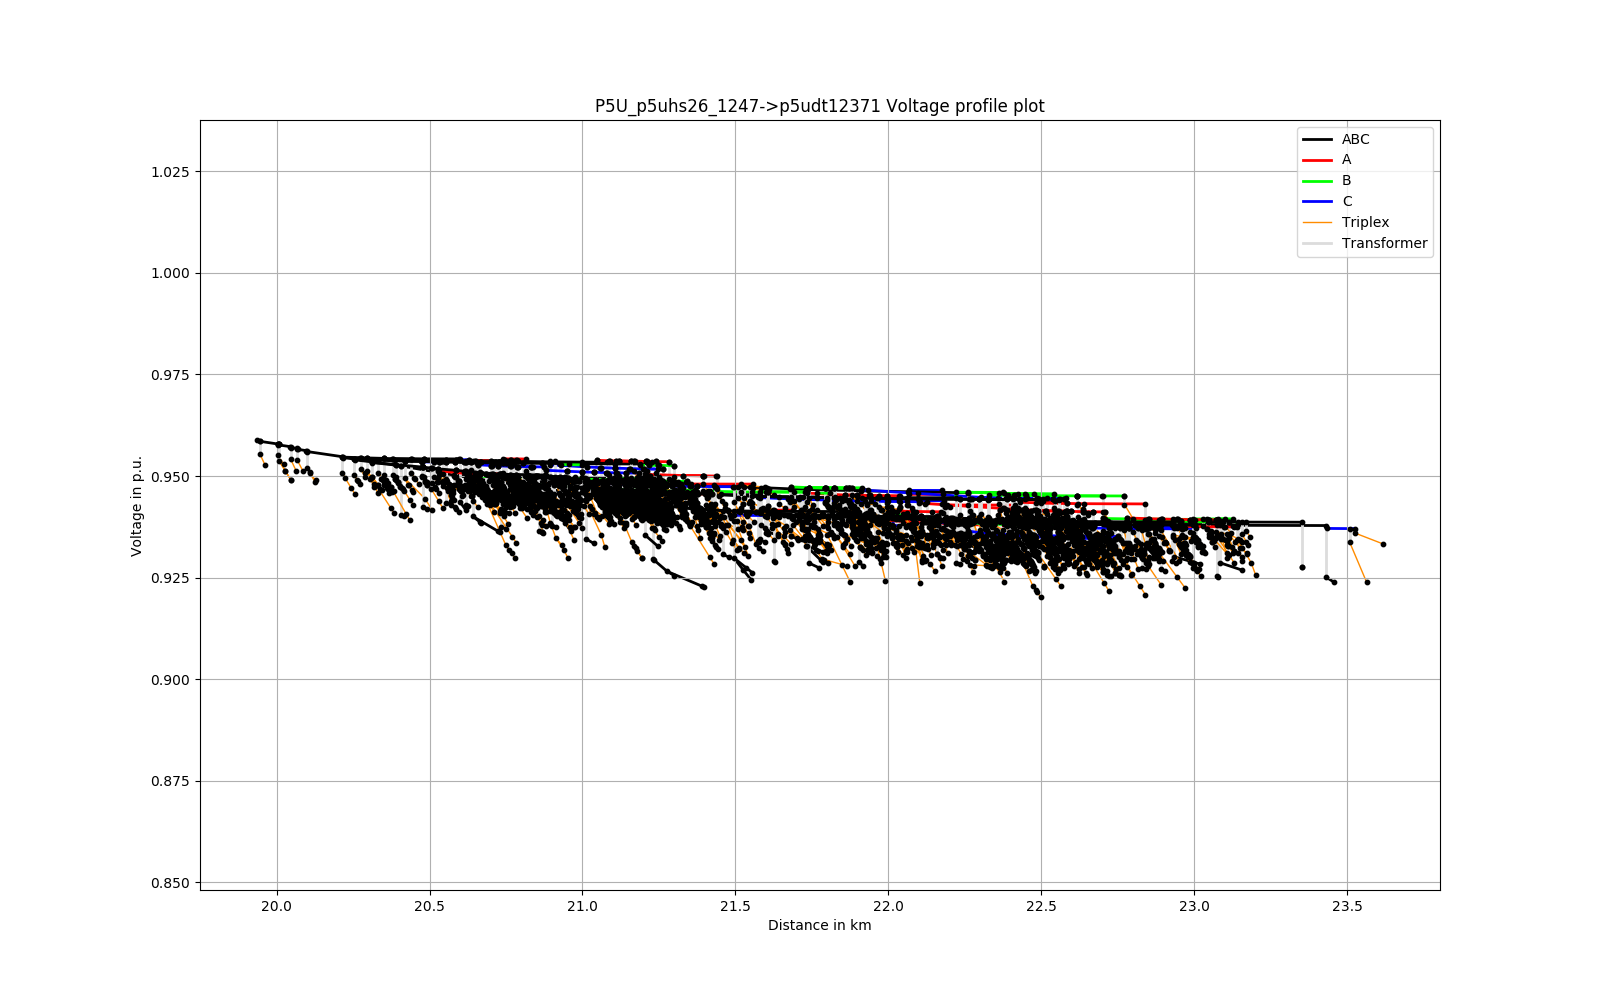 P5U_p5uhs26_1247->p5udt12371 Voltage profile plot
ABC
A
B
C
Triplex
Transformer
1.025
1.000
0.975
0.950
0.925
0.900
0.875
0.850
Voltage in p.u.
20.0 20.5 21.0 21.5 22.0 22.5 23.0 23.5
Distance in km